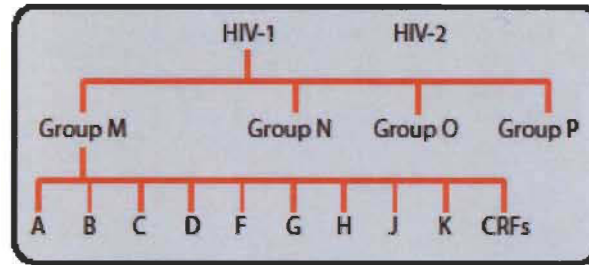 HIV-1 HIV-2
Group M Group N Group O Group P
A B C D F G H J K CRFs